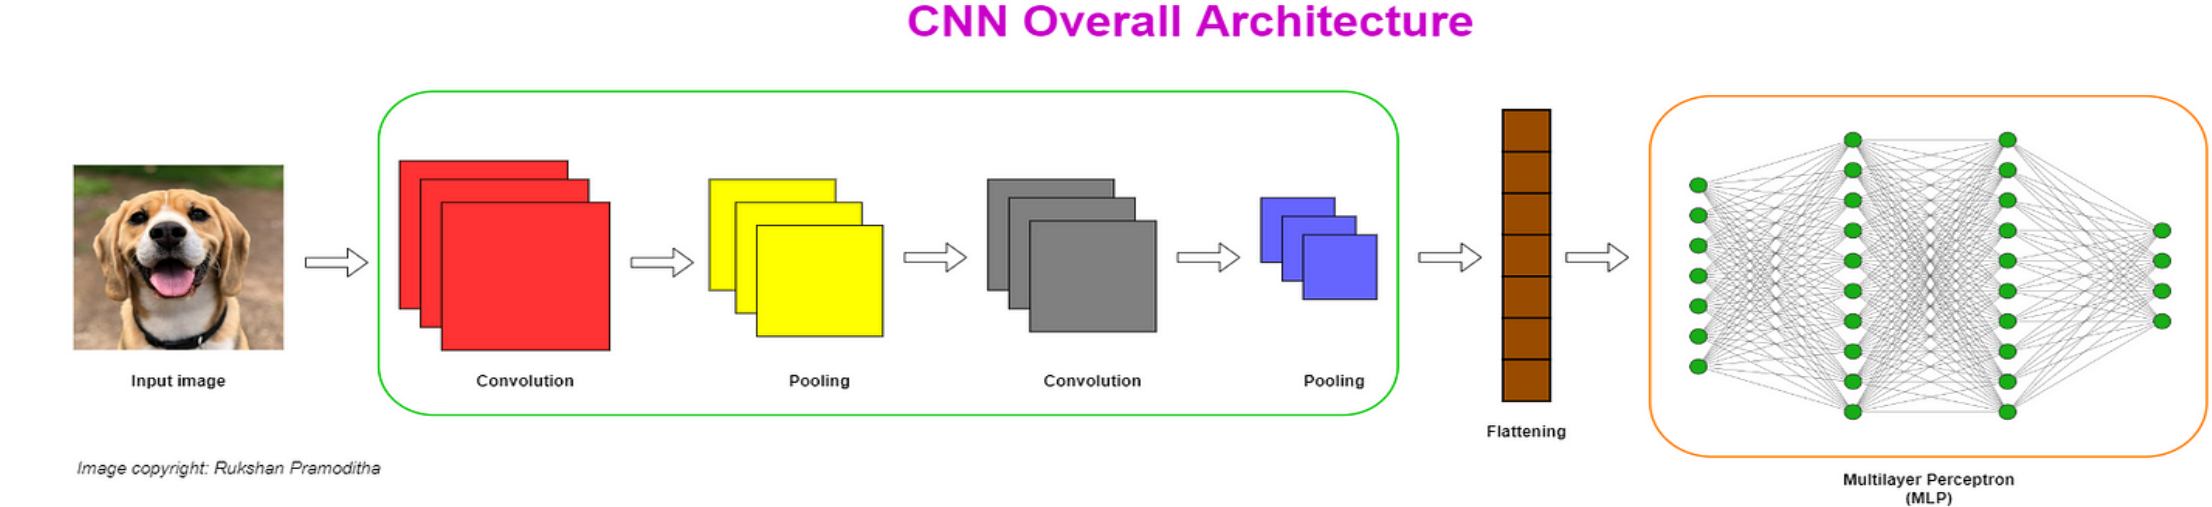 CNN Overall Architecture
Input image
Convolution
Pooling
Convolution
Pooling
Flattening
Multilayer Perceptron
(MLP)
Image copyright: Rukshan Pramoditha